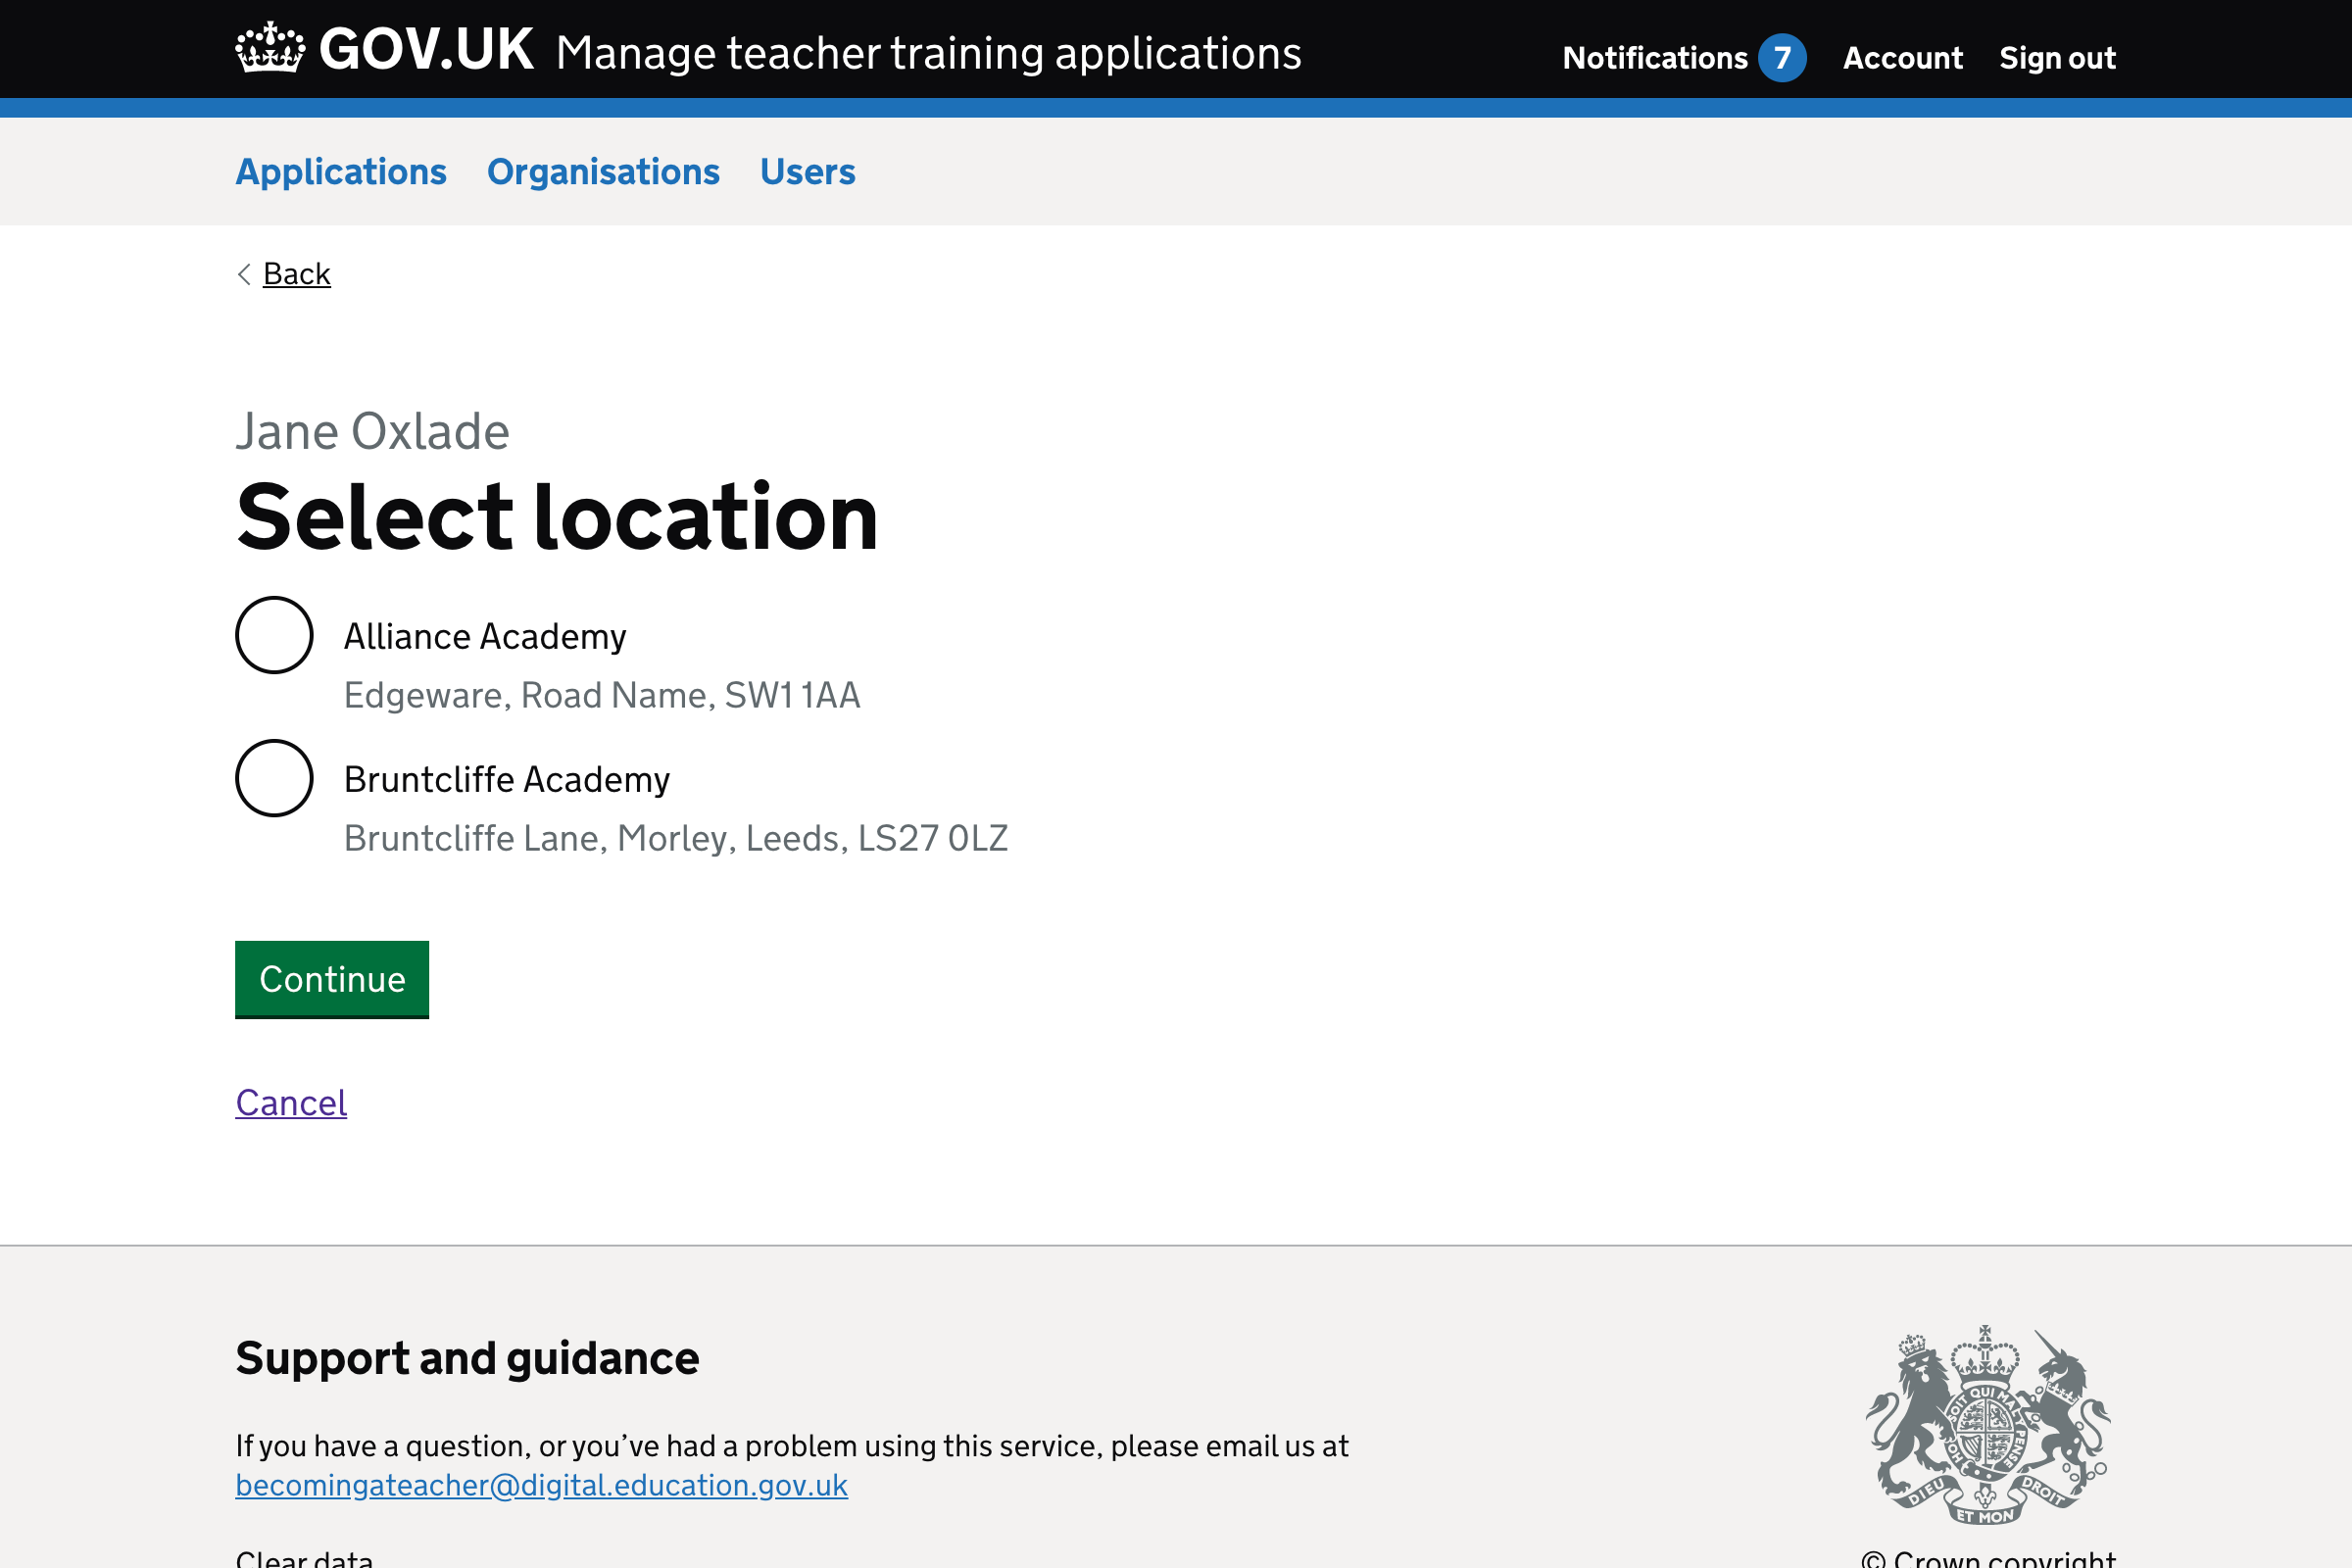 GOV.UK Manage teacher training applications
Notifications 7 Account Sign out
Applications Organisations Users
Back
Jane Oxlade
Select location
Alliance Academy
Edgeware, Road Name, SW1 1AA
Bruntcliffe Academy
Bruntcliffe Lane, Morley, Leeds, LS27 0LZ
Continue
Cancel
Support and guidance
If you have a question, or you’ve had a problem using this service, please email us at
becomingateacher@digital.education.gov.uk
SOIT QUI MAL
PENSE
DIEU
ET MON
DROIT
Clear data
© Crown copyright